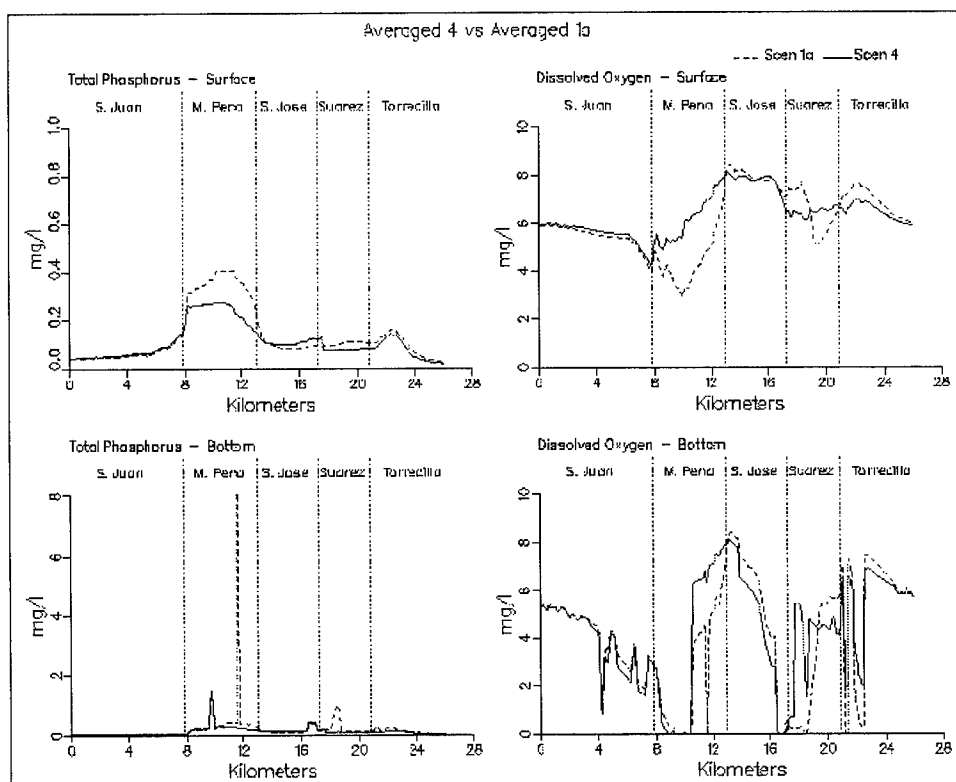 Averaged 4 vs Averaged 1a
Scen 1a
Scen 4
Total Phosphorus - Surface
S. Juan
M. Pena
S. Jose
Suarez
Torrecilla
mg/l
1.0
0.8
0.6
0.4
0.2
0.0
0 4 8 12 16 20 24 28
Kilometers
Dissolved Oxygen - Surface
S. Juan
M. Pena
S. Jose
Suarez
Torrecilla
mg/l
10
8
6
4
2
0
0 4 8 12 16 20 24 28
Kilometers
Total Phosphorus - Bottom
S. Juan
M. Pena
S. Jose
Suarez
Torrecilla
mg/l
8
6
4
2
0
0 4 8 12 16 20 24 28
Kilometers
Dissolved Oxygen - Bottom
S. Juan
M. Pena
S. Jose
Suarez
Torrecilla
mg/l
10
8
6
4
2
0
0 4 8 12 16 20 24 28
Kilometers